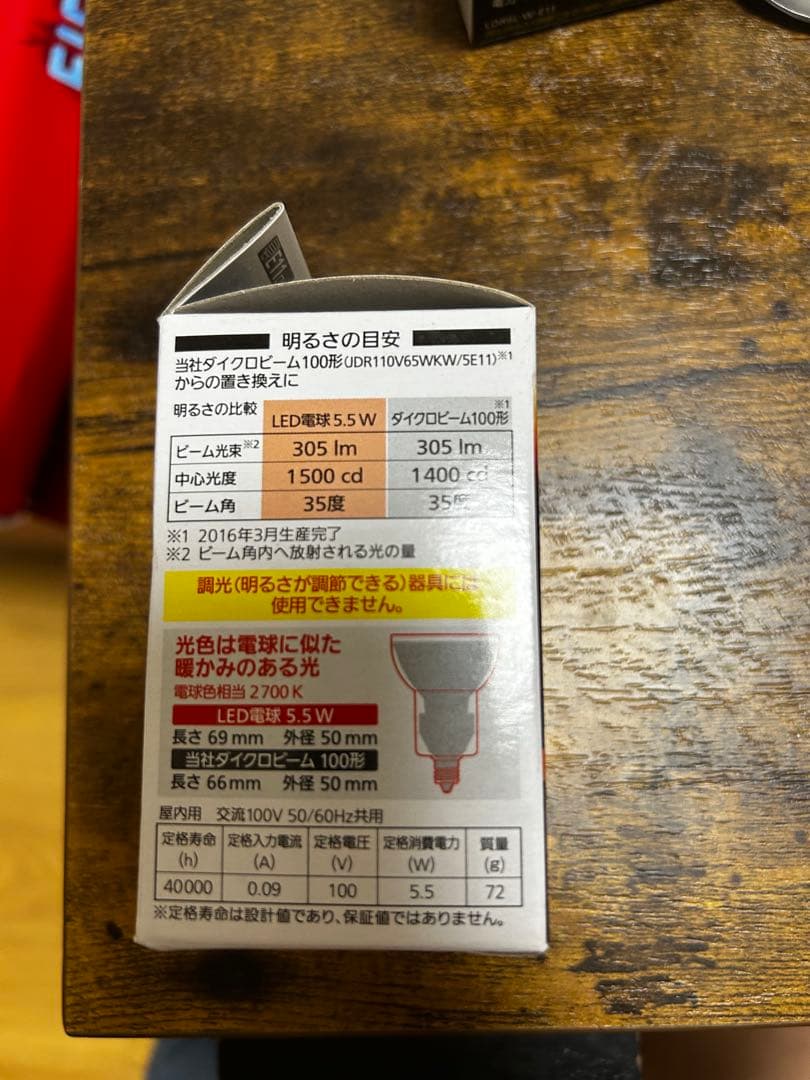 明るさの目安
当社ダイクロビーム100形(JDR110V65WKW/5E11)※1
からの置き換えに
明るさの比較 LED電球5.5W ダイクロビーム100形※1
ビーム光束※2 305 lm 305 lm
中心光度 1500 cd 1400 cd
ビーム角 35度 35度
※1 2016年3月生産完了
※2 ビーム角内へ放射される光の量
調光(明るさが調節できる)器具には
使用できません。
光色は電球に似た
暖かみのある光
電球色相当 2700K
LED電球 5.5W
長さ 69mm 外径 50mm
当社ダイクロビーム 100形
長さ 66mm 外径 50mm
屋内用 交流100V 50/60Hz共用
定格寿命 定格入力電流 定格電圧 定格消費電力 質量
(h) (A) (V) (W) (g)
40000 0.09 100 5.5 72
※定格寿命は設計値であり、保証値ではありません。